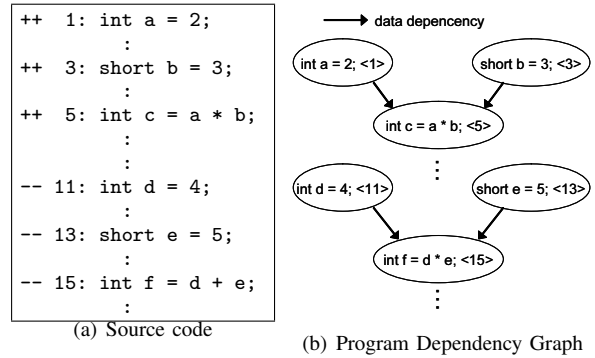 ++ 1: int a = 2;
:
++ 3: short b = 3;
:
++ 5: int c = a * b;
:
:
-- 11: int d = 4;
:
-- 13: short e = 5;
:
-- 15: int f = d + e;
:
(a) Source code
data depencency
int a = 2; <1>
short b = 3; <3>
int c = a * b; <5>
⋮
int d = 4; <11>
short e = 5; <13>
int f = d * e; <15>
⋮
(b) Program Dependency Graph